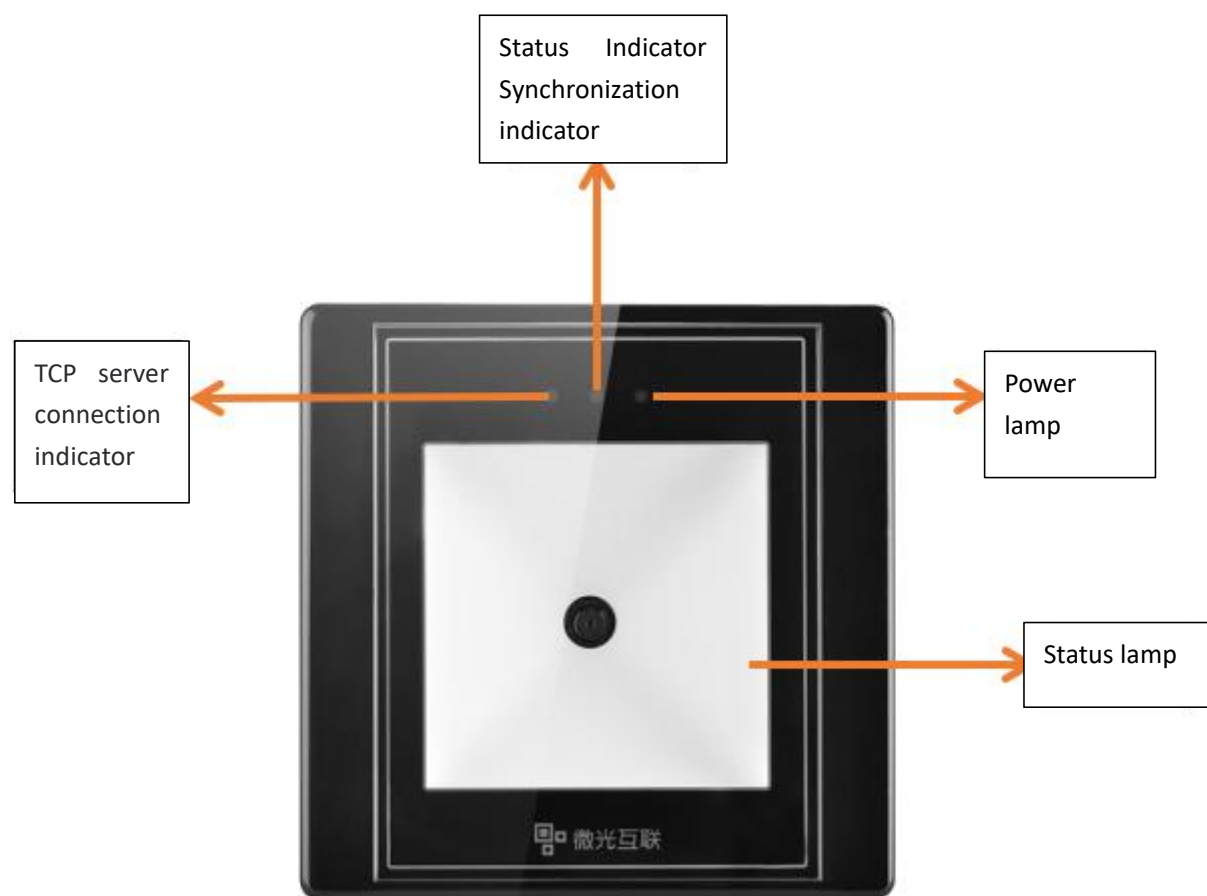 Status Indicator
Synchronization
indicator
TCP server
connection
indicator
Power
lamp
Status lamp
微光互联